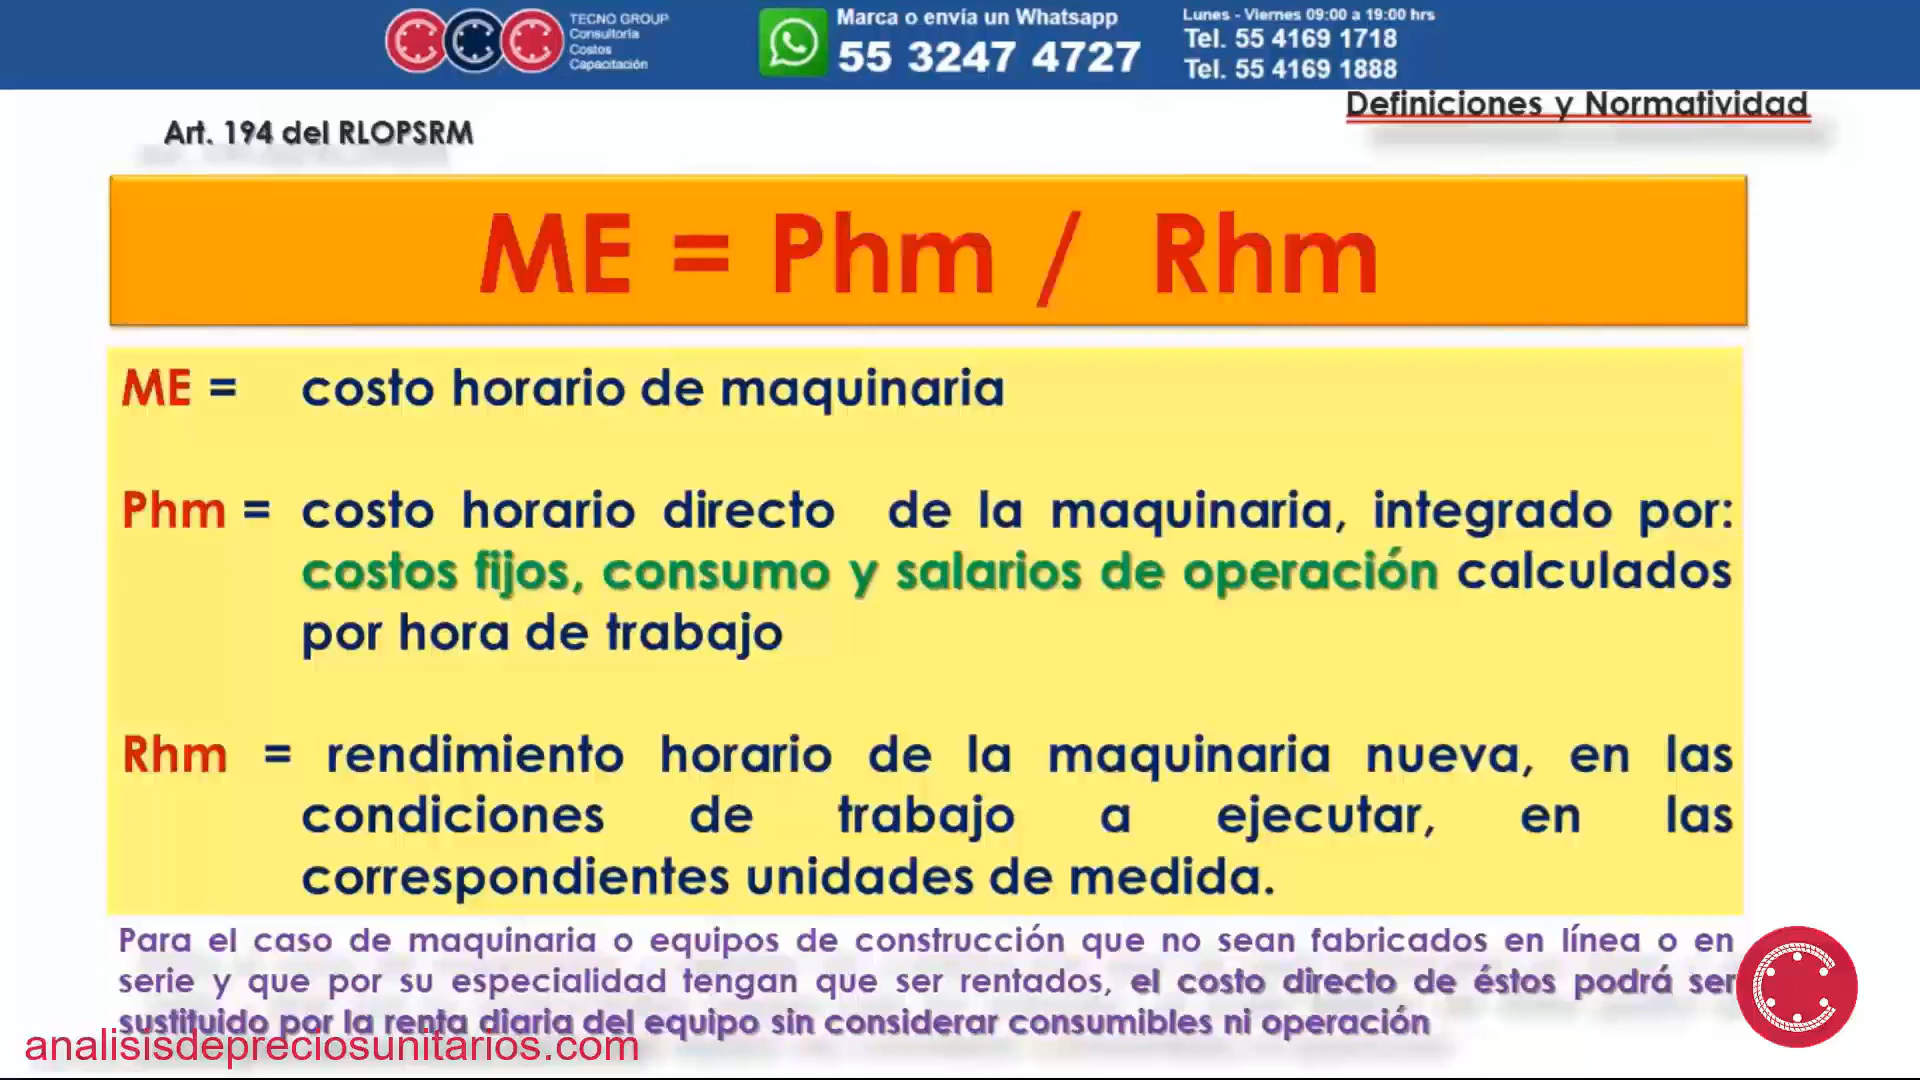 TECNO GROUP
Consultoría
Costos
Capacitación
Marca o envía un Whatsapp
55 3247 4727
Lunes - Viernes 09:00 a 19:00 hrs
Tel. 55 4169 1718
Tel. 55 4169 1888
Definiciones y Normatividad
Art. 194 del RLOPSRM
ME = Phm / Rhm
ME = costo horario de maquinaria
Phm = costo horario directo de la maquinaria, integrado por:
costos fijos, consumo y salarios de operación calculados
por hora de trabajo
Rhm = rendimiento horario de la maquinaria nueva, en las
condiciones de trabajo a ejecutar, en las
correspondientes unidades de medida.
Para el caso de maquinaria o equipos de construcción que no sean fabricados en línea o en
serie y que por su especialidad tengan que ser rentados, el costo directo de éstos podrá ser
sustituido por la renta diaria del equipo sin considerar consumibles ni operación
analisisdepreciosunitarios.com